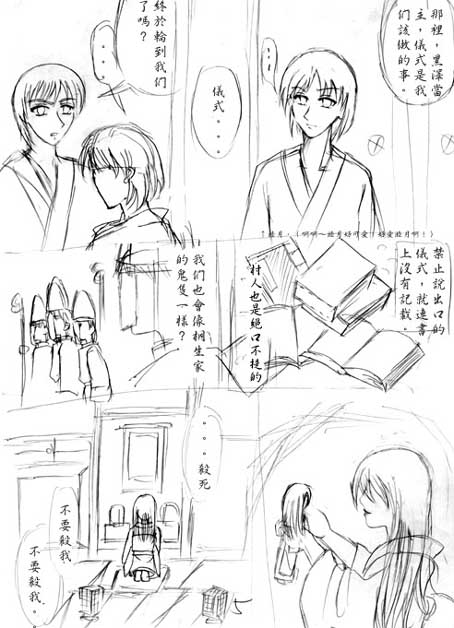 那裡，黑澤當
主，儀式是我
們該做的事。
．．．
儀式．．．
終於輪到我們
了嗎？
禁止說出口的
儀式，就連書
上沒有記載。
村人也是絕口不提的
我們也會像桐生家
的鬼隻一樣？
．．．殺死
不要殺我．
不要殺我。
5